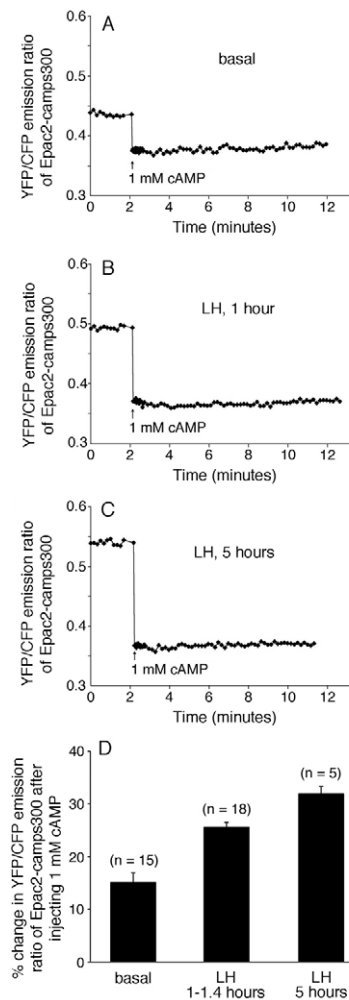 A
basal
YFP/CFP emission ratio
of Epac2-camps300
0.6
0.5
0.4
0.3
1 mM cAMP
0 2 4 6 8 10 12
Time (minutes)
B
LH, 1 hour
YFP/CFP emission ratio
of Epac2-camps300
0.6
0.5
0.4
0.3
1 mM cAMP
0 2 4 6 8 10 12
Time (minutes)
C
LH, 5 hours
YFP/CFP emission ratio
of Epac2-camps300
0.6
0.5
0.4
0.3
1 mM cAMP
0 2 4 6 8 10 12
Time (minutes)
D
% change in YFP/CFP emission
ratio of Epac2-camps300 after
injecting 1 mM cAMP
40
30
20
10
0
(n = 15)
(n = 18)
(n = 5)
basal LH LH
1-1.4 hours 5 hours